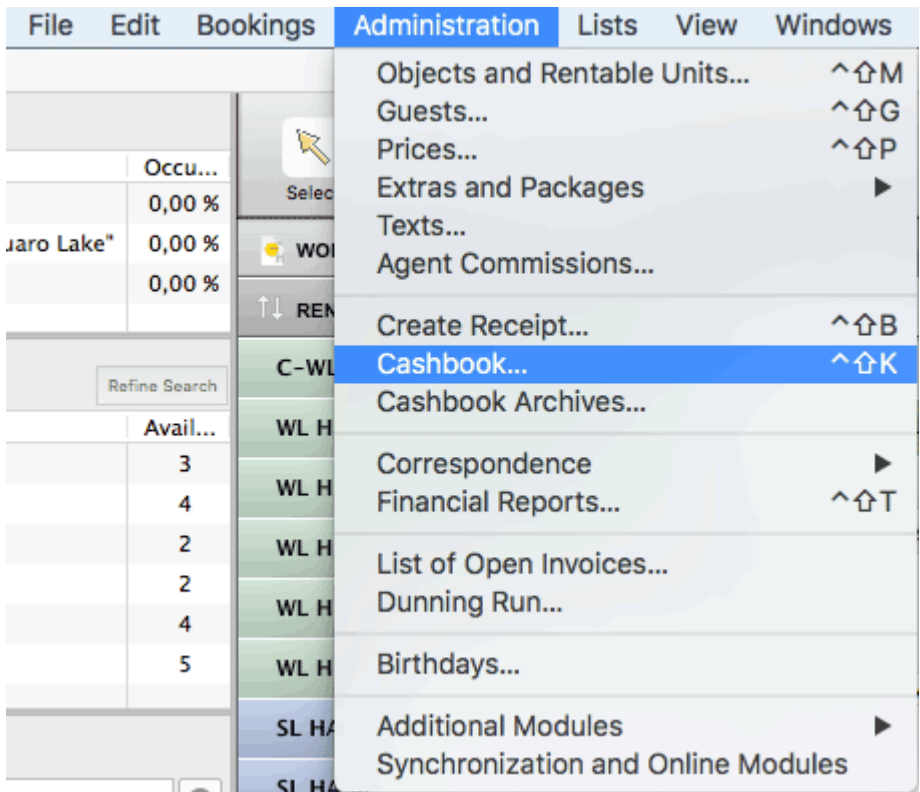 File Edit Bookings Administration Lists View Windows
Objects and Rentable Units... ^⇧M
Guests... ^⇧G
Prices... ^⇧P
Extras and Packages ▶
Texts...
Agent Commissions...
Create Receipt... ^⇧B
Cashbook... ^⇧K
Cashbook Archives...
Correspondence ▶
Financial Reports... ^⇧T
List of Open Invoices...
Dunning Run...
Birthdays...
Additional Modules ▶
Synchronization and Online Modules
Occu...
0,00 %
uaro Lake" 0,00 %
0,00 %
Refine Search
Avail...
3
4
2
2
4
5
Selec
WO
REN
C-WL
WL H
WL H
WL H
WL H
WL H
SL HA
SL HA